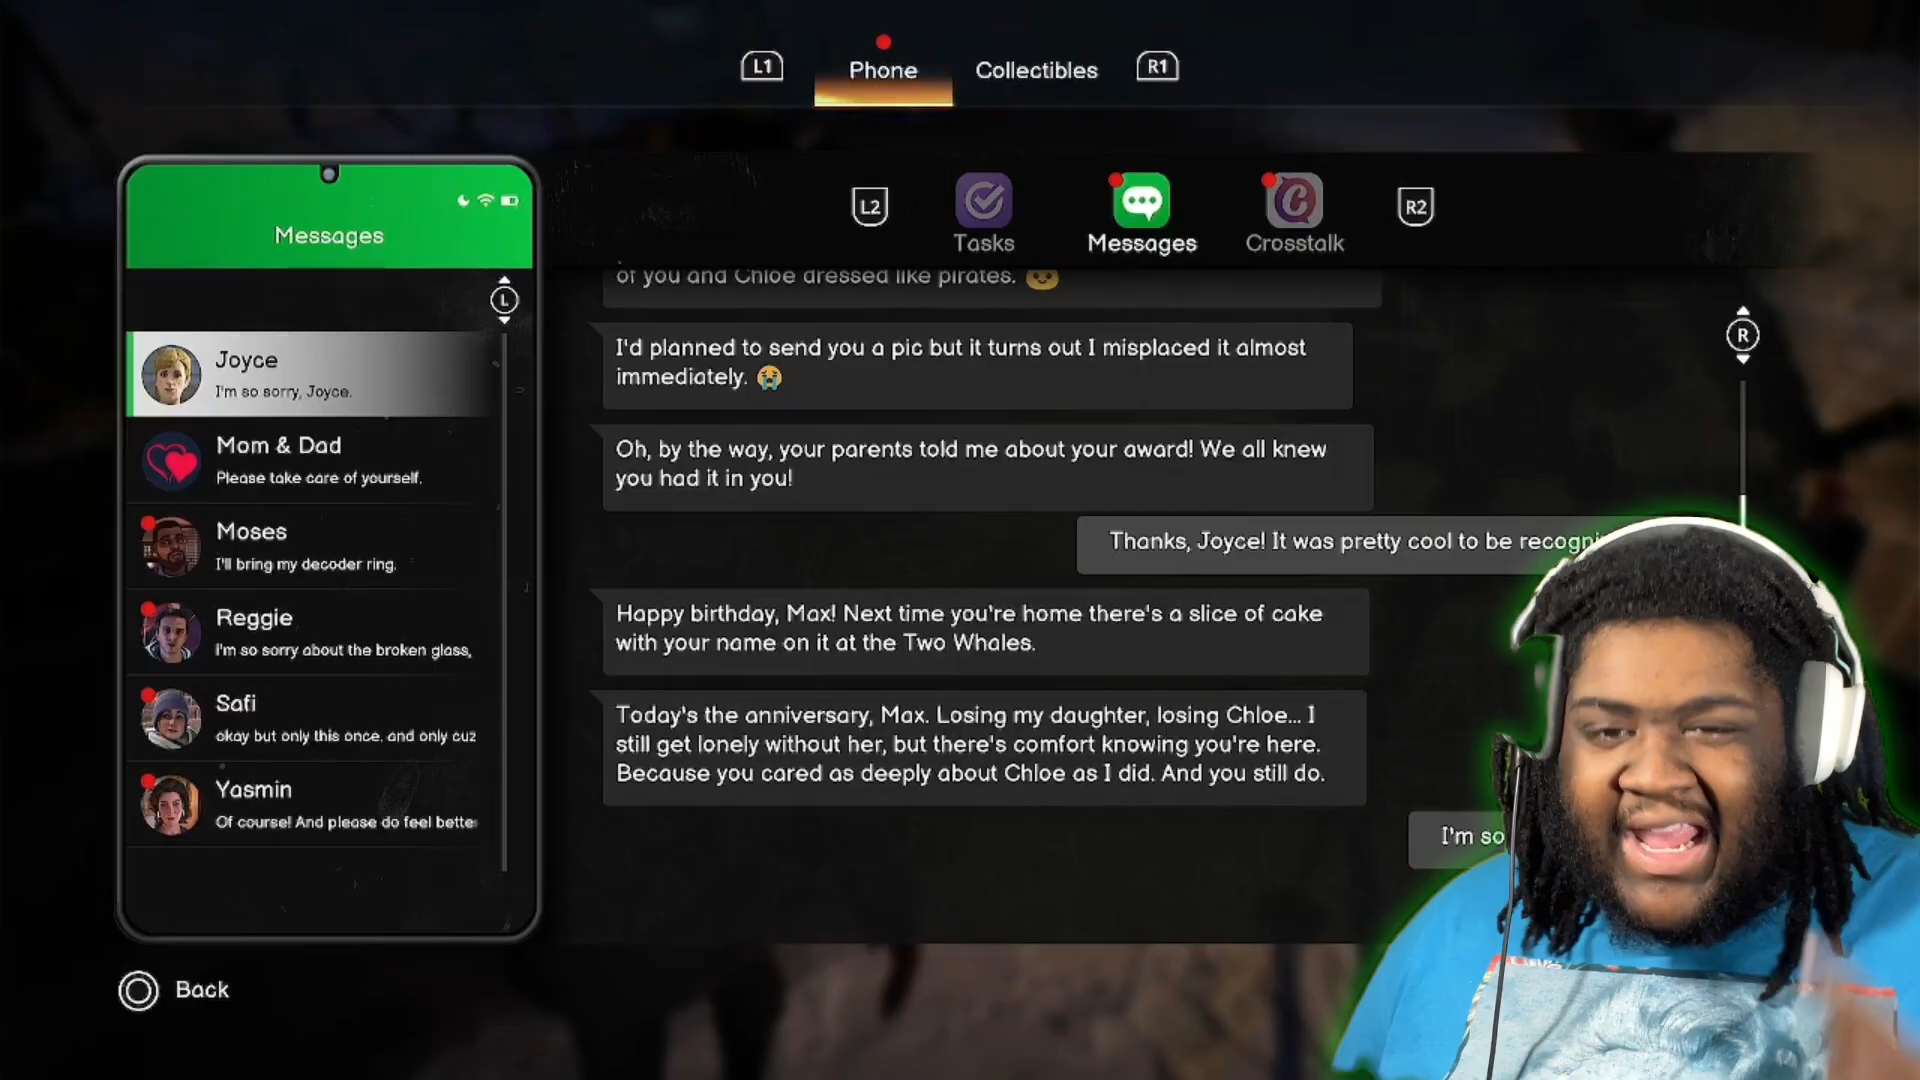 L1
Phone
Collectibles
R1
L2
Tasks
Messages
Crosstalk
R2
Messages
L
Joyce
I'm so sorry, Joyce.
Mom & Dad
Please take care of yourself.
Moses
I'll bring my decoder ring.
Reggie
I'm so sorry about the broken glass,
Safi
okay but only this once. and only cuz
Yasmin
Of course! And please do feel bette
of you and Chloe dressed like pirates.
I'd planned to send you a pic but it turns out I misplaced it almost
immediately.
Oh, by the way, your parents told me about your award! We all knew
you had it in you!
Thanks, Joyce! It was pretty cool to be recogni
Happy birthday, Max! Next time you're home there's a slice of cake
with your name on it at the Two Whales.
Today's the anniversary, Max. Losing my daughter, losing Chloe... I
still get lonely without her, but there's comfort knowing you're here.
Because you cared as deeply about Chloe as I did. And you still do.
I'm so
R
Back